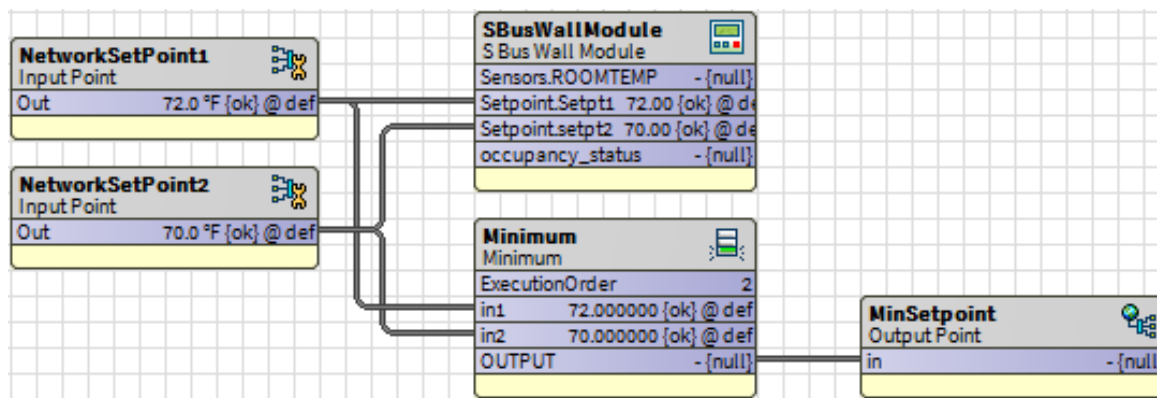 NetworkSetPoint1
Input Point
Out 72.0 °F {ok} @ def
NetworkSetPoint2
Input Point
Out 70.0 °F {ok} @ def
SBusWallModule
S Bus Wall Module
Sensors.ROOMTEMP - {null}
Setpoint.Setpt1 72.00 {ok} @ de
Setpoint.setpt2 70.00 {ok} @ de
occupancy_status - {null}
Minimum
Minimum
ExecutionOrder 2
in1 72.000000 {ok} @ def
in2 70.000000 {ok} @ def
OUTPUT - {null}
MinSetpoint
Output Point
in - {null